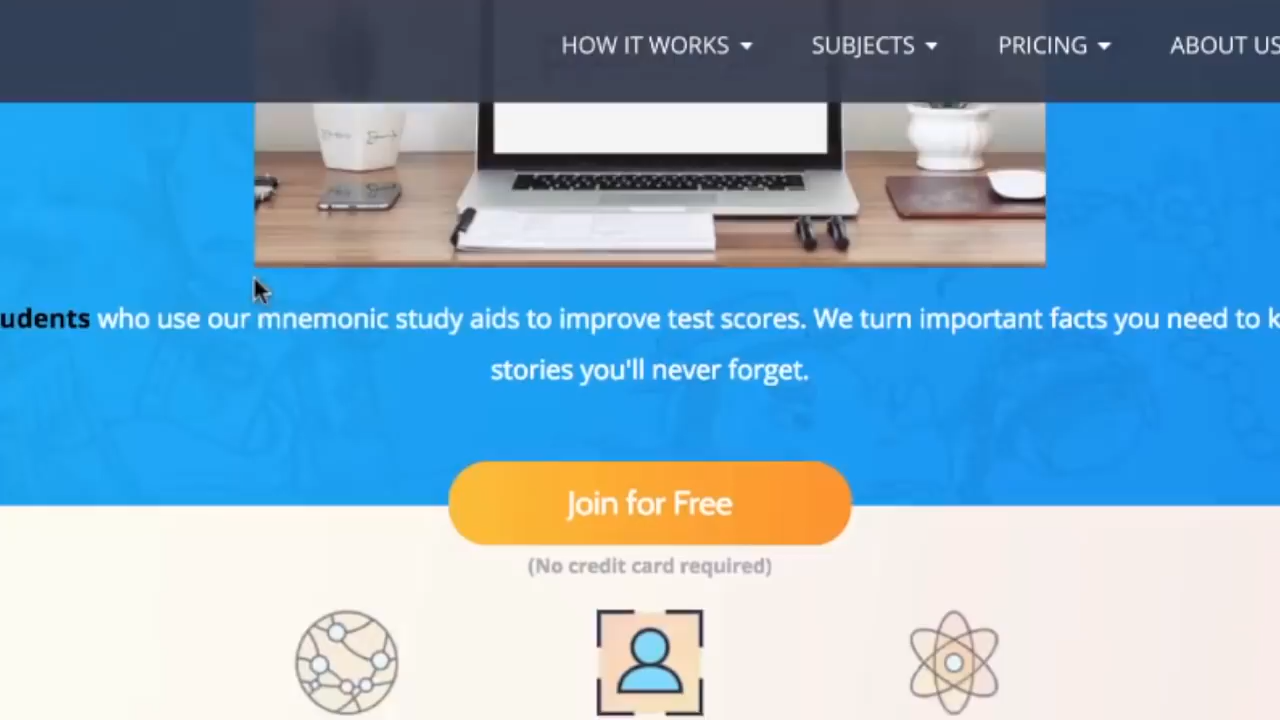 HOW IT WORKS SUBJECTS PRICING ABOUT US
udents who use our mnemonic study aids to improve test scores. We turn important facts you need to k
stories you'll never forget.
Join for Free
(No credit card required)